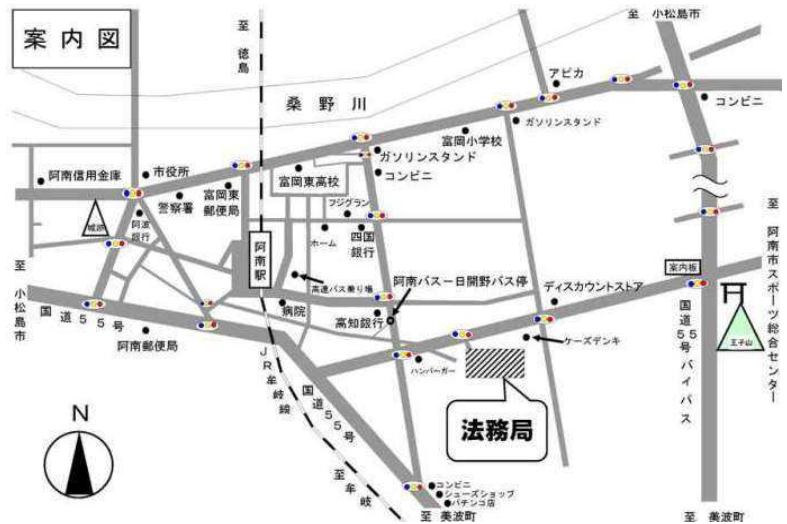 案内図
至 徳島
至 小松島市
桑野川
アピカ
コンビニ
ガソリンスタンド
富岡小学校
ガソリンスタンド
コンビニ
阿南信用金庫
市役所
警察署
富岡東
郵便局
富岡東高校
フジグラン
城跡
阿波
銀行
ホーム
四国
銀行
阿南駅
高速バス乗り場
阿南バス一日開野バス停
ディスカウントストア
案内板
至 阿南市スポーツ総合センター
至 小松島市
国道55号
病院
高知銀行
阿南郵便局
ケーズデンキ
ハンバーガー
国道55号バイパス
王子山
JR牟岐線
国道55号
法務局
N
至牟岐
コンビニ
シューズショップ
パチンコ店
至 美波町
至 美波町